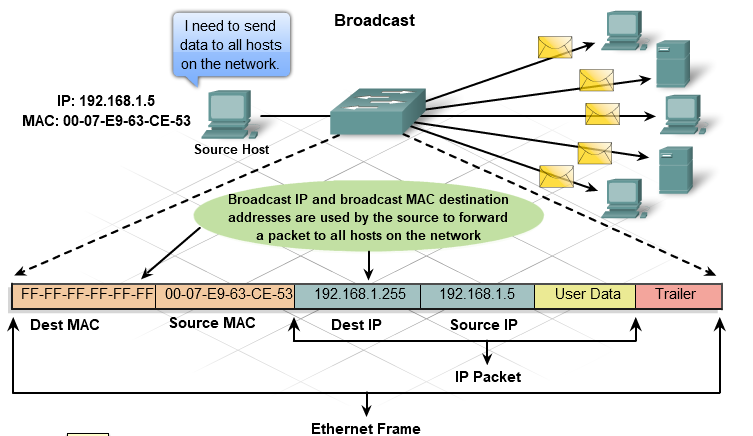 Broadcast
I need to send
data to all hosts
on the network.
IP: 192.168.1.5
MAC: 00-07-E9-63-CE-53
Source Host
Broadcast IP and broadcast MAC destination
addresses are used by the source to forward
a packet to all hosts on the network
FF-FF-FF-FF-FF-FF 00-07-E9-63-CE-53 192.168.1.255 192.168.1.5 User Data Trailer
Dest MAC Source MAC Dest IP Source IP
IP Packet
Ethernet Frame